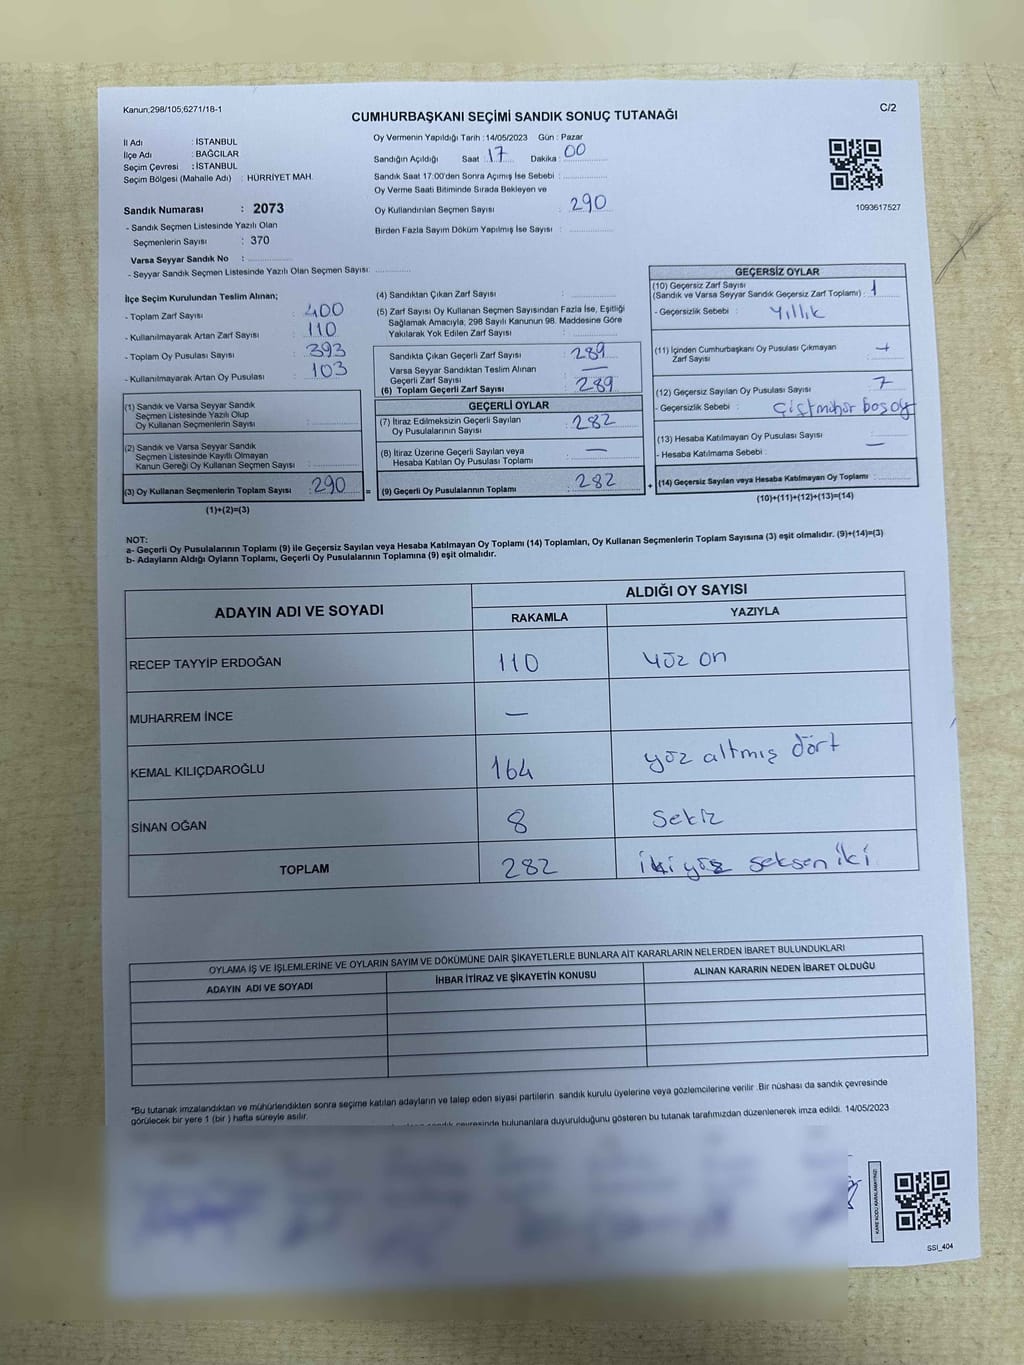 Kanun;298/105;6271/18-1
C/2
CUMHURBAŞKANI SEÇİMİ SANDIK SONUÇ TUTANAĞI
İl Adı : İSTANBUL
İlçe Adı : BAĞCILAR
Seçim Çevresi : İSTANBUL
Seçim Bölgesi (Mahalle Adı) : HÜRRİYET MAH.
Sandık Numarası : 2073
- Sandık Seçmen Listesinde Yazılı Olan
Seçmenlerin Sayısı : 370
Varsa Seyyar Sandık No :
- Seyyar Sandık Seçmen Listesinde Yazılı Olan Seçmen Sayısı:
Oy Vermenin Yapıldığı Tarih :14/05/2023 Gün : Pazar
Sandığın Açıldığı Saat : 17 Dakika : 00
Sandık Saat 17:00'den Sonra Açımış İse Sebebi :
Oy Verme Saati Bitiminde Sırada Bekleyen ve
Oy Kullandırılan Seçmen Sayısı : 290
Birden Fazla Sayım Döküm Yapılmış İse Sayısı :
1093617527
İlçe Seçim Kurulundan Teslim Alınan;
- Toplam Zarf Sayısı : 400
- Kullanılmayarak Artan Zarf Sayısı : 110
- Toplam Oy Pusulası Sayısı : 393
- Kullanılmayarak Artan Oy Pusulası : 103
(1) Sandık ve Varsa Seyyar Sandık
Seçmen Listesinde Yazılı Olup
Oy Kullanan Seçmenlerin Sayısı :
(2) Sandık ve Varsa Seyyar Sandık
Seçmen Listesinde Kayıtlı Olmayan
Kanun Gereği Oy Kullanan Seçmen Sayısı :
(3) Oy Kullanan Seçmenlerin Toplam Sayısı : 290 =
(1)+(2)=(3)
(4) Sandıktan Çıkan Zarf Sayısı :
(5) Zarf Sayısı Oy Kullanan Seçmen Sayısından Fazla İse, Eşitliği
Sağlamak Amacıyla, 298 Sayılı Kanunun 98. Maddesine Göre
Yakılarak Yok Edilen Zarf Sayısı :
Sandıkta Çıkan Geçerli Zarf Sayısı : 289
Varsa Seyyar Sandıktan Teslim Alınan
Geçerli Zarf Sayısı : —
(6) Toplam Geçerli Zarf Sayısı : 289
GEÇERLİ OYLAR
(7) İtiraz Edilmeksizin Geçerli Sayılan
Oy Pusulalarının Sayısı : 282
(8) İtiraz Üzerine Geçerli Sayılan veya
Hesaba Katılan Oy Pusulası Toplamı : —
(9) Geçerli Oy Pusulalarının Toplamı : 282 +
GEÇERSİZ OYLAR
(10) Geçersiz Zarf Sayısı
(Sandık ve Varsa Seyyar Sandık Geçersiz Zarf Toplamı) : 1
- Geçersizlik Sebebi : Yıllık
(11) İçinden Cumhurbaşkanı Oy Pusulası Çıkmayan
Zarf Sayısı :
(12) Geçersiz Sayılan Oy Pusulası Sayısı : 7
- Geçersizlik Sebebi : çiftmühür boş oy
(13) Hesaba Katılmayan Oy Pusulası Sayısı : —
- Hesaba Katılmama Sebebi :
(14) Geçersiz Sayılan veya Hesaba Katılmayan Oy Toplamı :
(10)+(11)+(12)+(13)=(14)
NOT:
a- Geçerli Oy Pusulalarının Toplamı (9) ile Geçersiz Sayılan veya Hesaba Katılmayan Oy Toplamı (14) Toplamları, Oy Kullanan Seçmenlerin Toplam Sayısına (3) eşit olmalıdır. (9)+(14)=(3)
b- Adayların Aldığı Oyların Toplamı, Geçerli Oy Pusulalarının Toplamına (9) eşit olmalıdır.
ADAYIN ADI VE SOYADI
ALDIĞI OY SAYISI
RAKAMLA YAZIYLA
RECEP TAYYİP ERDOĞAN 110 yüz on
MUHARREM İNCE —
KEMAL KILIÇDAROĞLU 164 yüz altmış dört
SİNAN OĞAN 8 Sekiz
TOPLAM 282 iki yüz seksen iki
OYLAMA İŞ VE İŞLEMLERİNE VE OYLARIN SAYIM VE DÖKÜMÜNE DAİR ŞİKAYETLERLE BUNLARA AİT KARARLARIN NELERDEN İBARET BULUNDUKLARI
ADAYIN ADI VE SOYADI İHBAR İTİRAZ VE ŞİKAYETİN KONUSU ALINAN KARARIN NEDEN İBARET OLDUĞU
*Bu tutanak imzalandıktan ve mühürlendikten sonra seçime katılan adayların ve talep eden siyasi partilerin sandık kurulu üyelerine veya gözlemcilerine verilir .Bir nüshası da sandık çevresinde
görülecek bir yere 1 (bir ) hafta süreyle asılır.
sandık çevresinde bulunanlara duyurulduğunu gösteren bu tutanak tarafımızdan düzenlenerek imza edildi. 14/05/2023
KARE KODU KARALAMAYINIZ!
SSİ_404